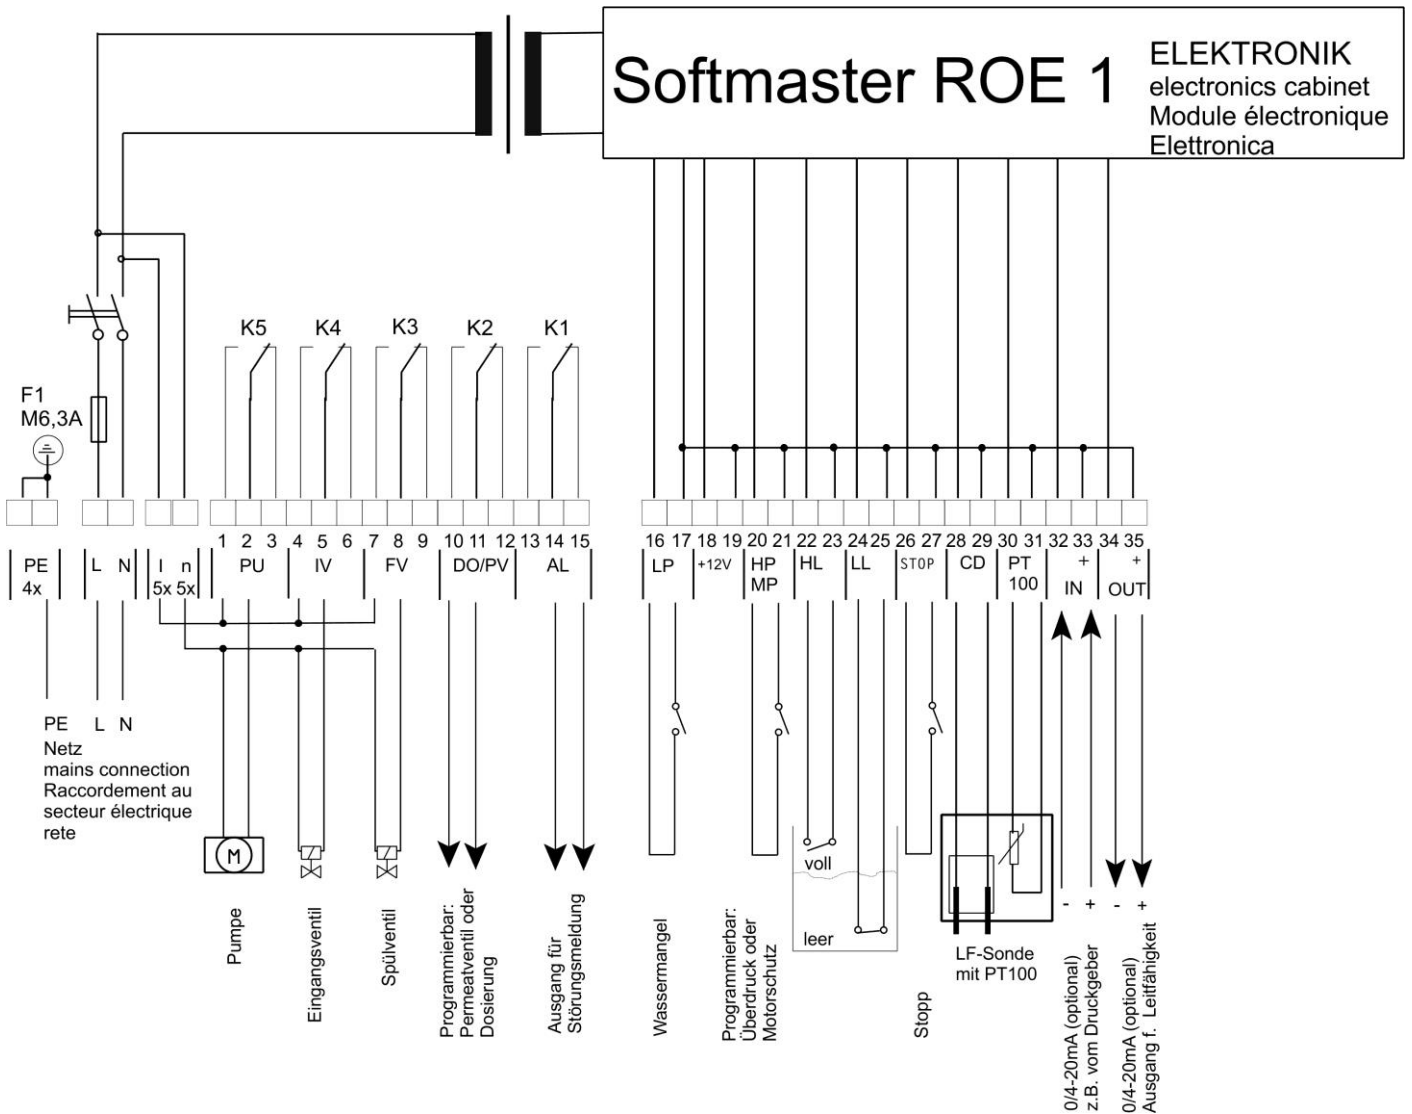 Softmaster ROE 1
ELEKTRONIK
electronics cabinet
Module électronique
Elettronica
K5 K4 K3 K2 K1
F1
M6,3A
1 2 3 4 5 6 7 8 9 10 11 12 13 14 15
16 17 18 19 20 21 22 23 24 25 26 27 28 29 30 31 32 33 34 35
PE
4x
L N
l n
5x 5x
PU
IV
FV
DO/PV
AL
LP
+12V
HP
MP
HL
LL
STOP
CD
PT
100
+
IN
+
OUT
PE L N
Netz
mains connection
Raccordement au
secteur électrique
rete
M
voll
leer
LF-Sonde
mit PT100
- + - +
Pumpe
Eingangsventil
Spülventil
Programmierbar:
Permeatventil oder
Dosierung
Ausgang für
Störungsmeldung
Wassermangel
Programmierbar:
Überdruck oder
Motorschutz
Stopp
0/4-20mA (optional)
z.B. vom Druckgeber
0/4-20mA (optional)
Ausgang f. Leitfähigkeit